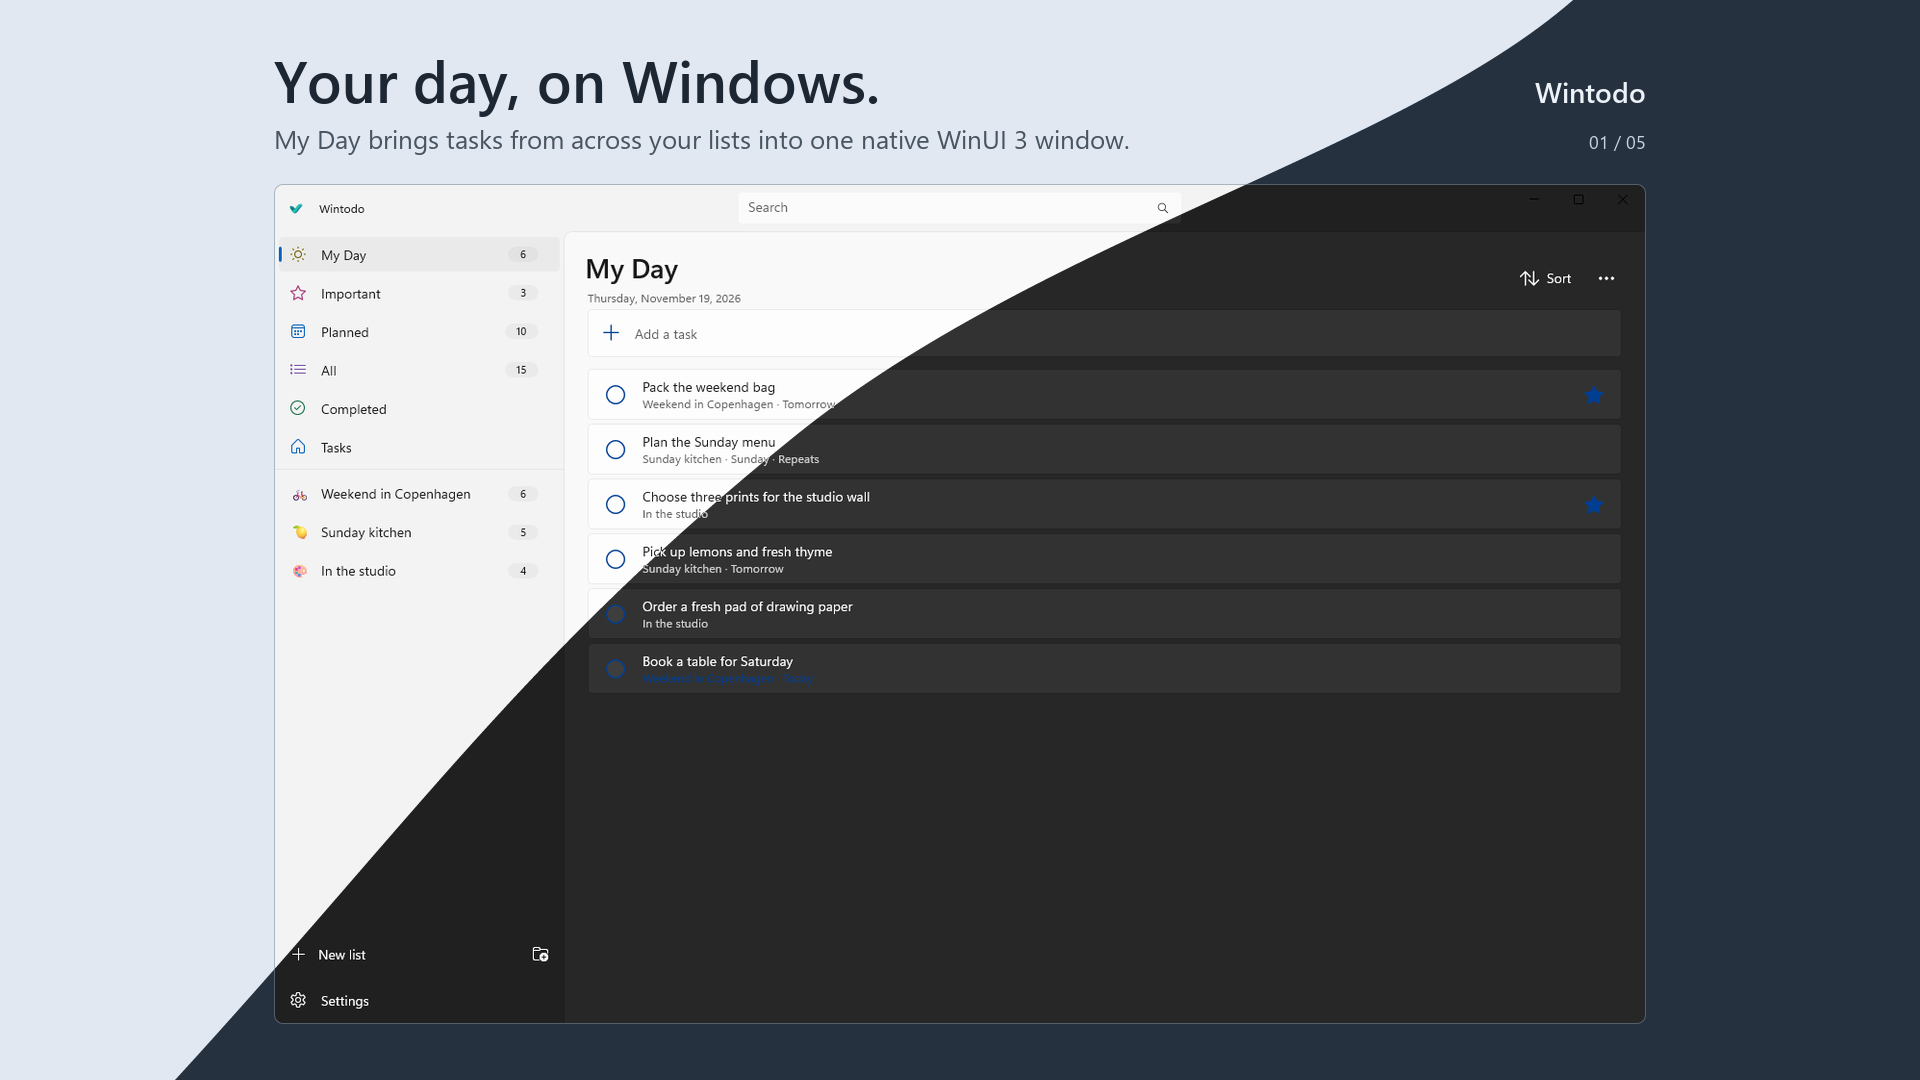 Your day, on Windows.
My Day brings tasks from across your lists into one native WinUI 3 window.
Wintodo
01 / 05
Wintodo
Search
My Day 6
Important 3
Planned 10
All 15
Completed
Tasks
Weekend in Copenhagen 6
Sunday kitchen 5
In the studio 4
New list
Settings
My Day
Thursday, November 19, 2026
Sort
Add a task
Pack the weekend bag
Weekend in Copenhagen · Tomorrow
Plan the Sunday menu
Sunday kitchen · Sunday · Repeats
Choose three prints for the studio wall
In the studio
Pick up lemons and fresh thyme
Sunday kitchen · Tomorrow
Order a fresh pad of drawing paper
In the studio
Book a table for Saturday
Weekend in Copenhagen · Today